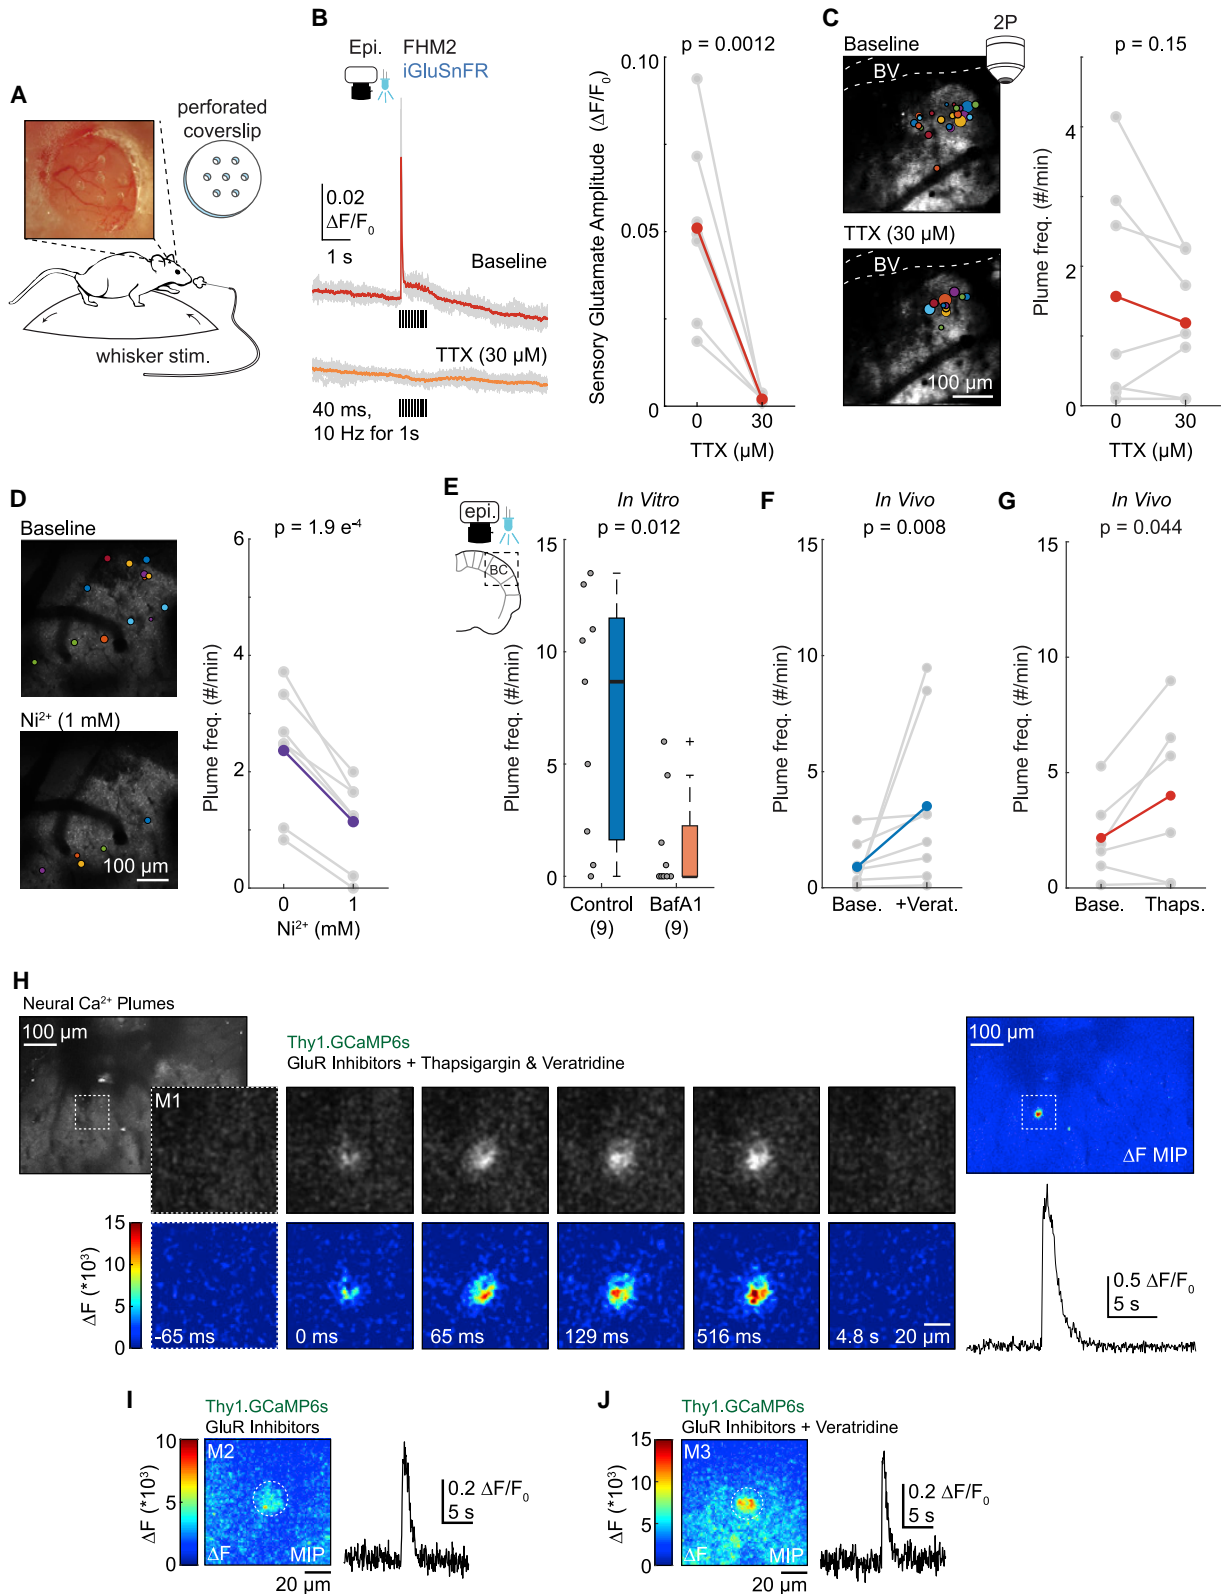 A
perforated
coverslip
whisker stim.
B
Epi.
FHM2
iGluSnFR
0.02
ΔF/F0
1 s
Baseline
TTX (30 µM)
40 ms,
10 Hz for 1s
p = 0.0012
Sensory Glutamate Amplitude (ΔF/F0)
0.10
0.05
0
0
30
TTX (µM)
C
2P
Baseline
BV
TTX (30 µM)
BV
100 µm
p = 0.15
Plume freq. (#/min)
4
2
0
0
30
TTX (µM)
D
Baseline
Ni2+ (1 mM)
100 µm
p = 1.9 e-4
Plume freq. (#/min)
6
4
2
0
0
1
Ni2+ (mM)
E
epi.
BC
In Vitro
p = 0.012
Plume freq. (#/min)
15
10
5
0
Control
(9)
BafA1
(9)
F
In Vivo
p = 0.008
Plume freq. (#/min)
15
10
5
0
Base.
+Verat.
G
In Vivo
p = 0.044
Plume freq. (#/min)
15
10
5
0
Base.
Thaps.
H
Neural Ca2+ Plumes
100 µm
Thy1.GCaMP6s
GluR Inhibitors + Thapsigargin & Veratridine
M1
ΔF (*10³)
15
10
5
0
-65 ms
0 ms
65 ms
129 ms
516 ms
4.8 s
20 µm
100 µm
ΔF MIP
0.5 ΔF/F0
5 s
I
Thy1.GCaMP6s
GluR Inhibitors
ΔF (*10³)
10
5
0
M2
ΔF
MIP
20 µm
0.2 ΔF/F0
5 s
J
Thy1.GCaMP6s
GluR Inhibitors + Veratridine
ΔF (*10³)
15
10
5
0
M3
ΔF
MIP
20 µm
0.2 ΔF/F0
5 s